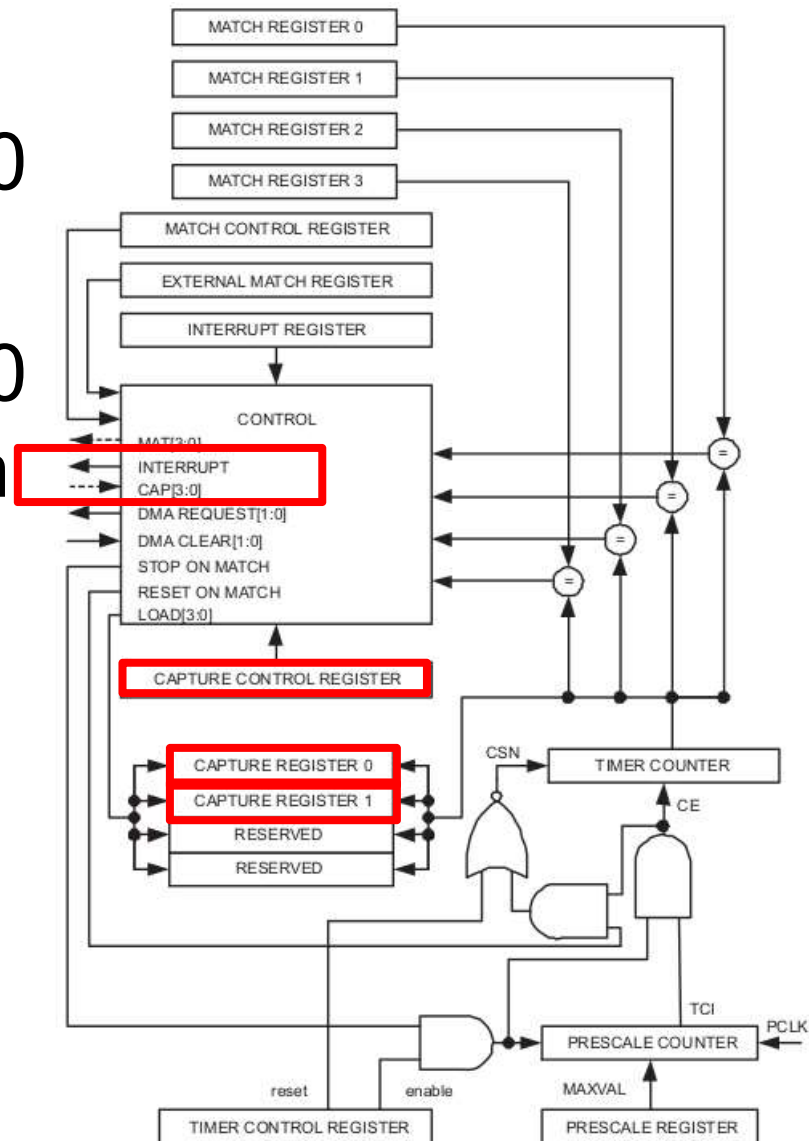 MATCH REGISTER 0
MATCH REGISTER 1
0
MATCH REGISTER 2
MATCH REGISTER 3
MATCH CONTROL REGISTER
EXTERNAL MATCH REGISTER
INTERRUPT REGISTER
0
CONTROL
MAT[3:0]
INTERRUPT
CAP[3:0]
DMA REQUEST[1:0]
DMA CLEAR[1:0]
STOP ON MATCH
RESET ON MATCH
LOAD[3:0]
=
=
=
=
CAPTURE CONTROL REGISTER
CAPTURE REGISTER 0
CAPTURE REGISTER 1
RESERVED
RESERVED
CSN
TIMER COUNTER
CE
TCI
PCLK
PRESCALE COUNTER
reset
enable
MAXVAL
TIMER CONTROL REGISTER
PRESCALE REGISTER